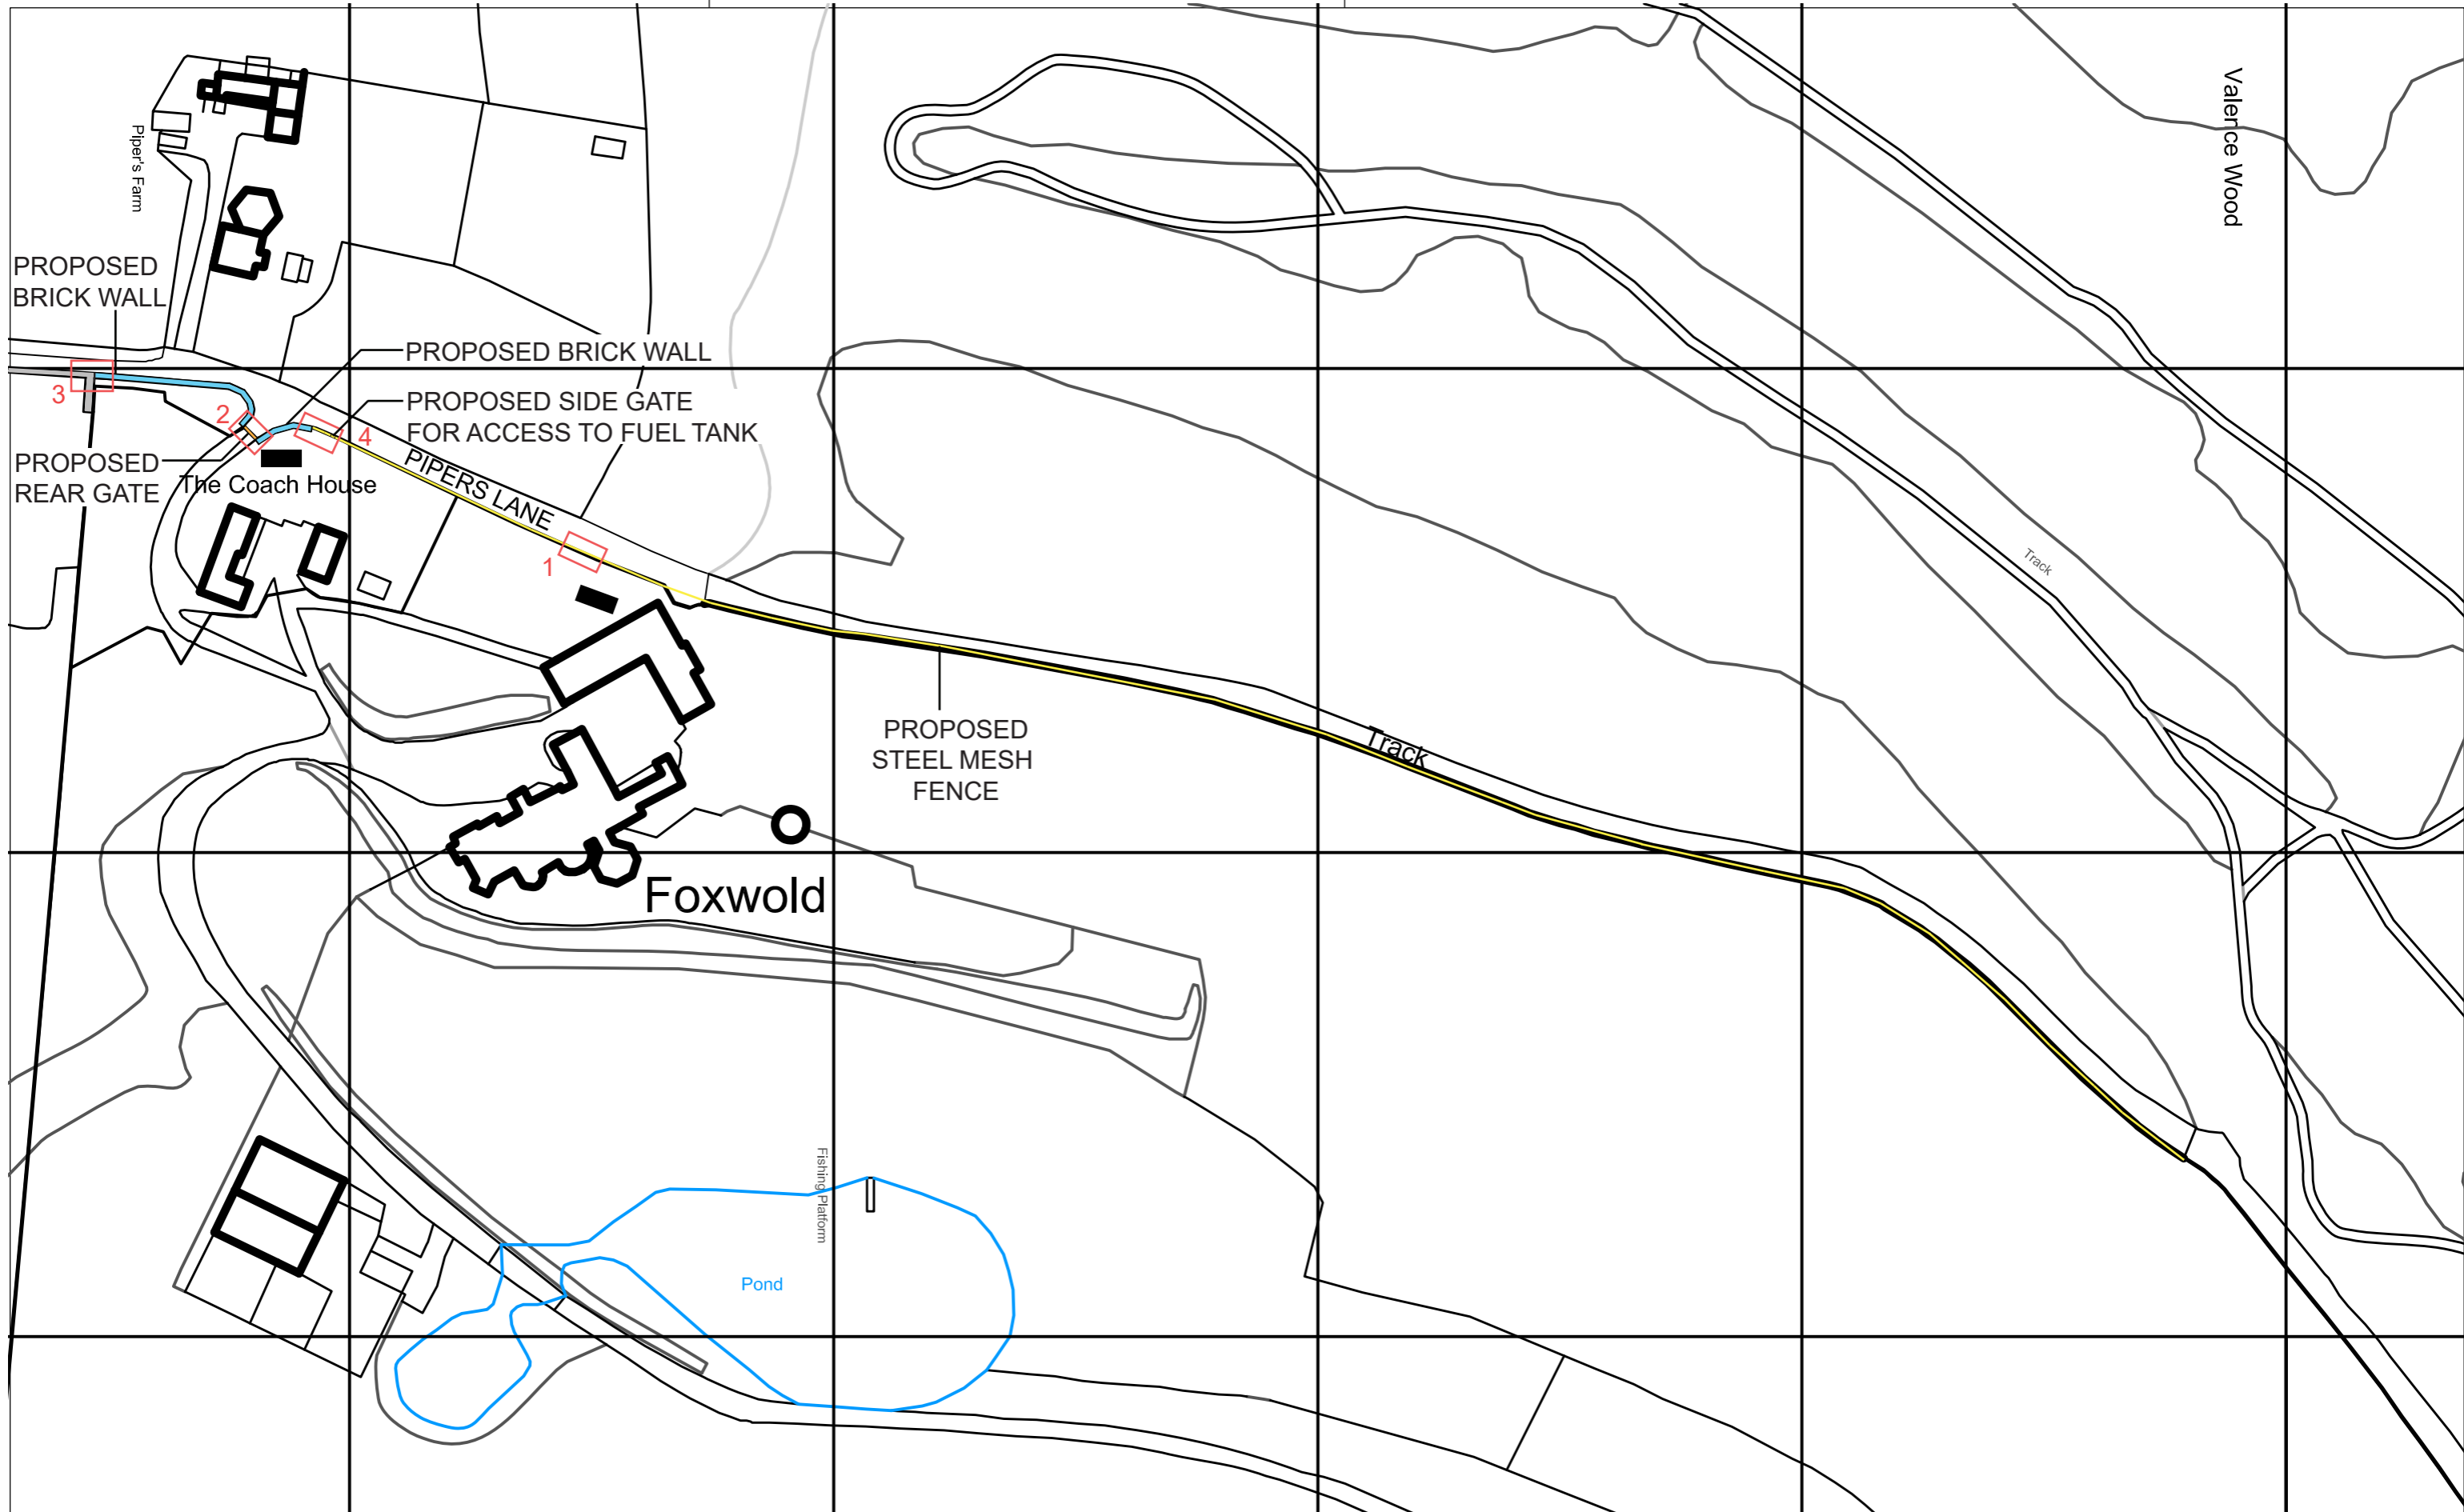 Valence Wood
Piper's Farm
PROPOSED
BRICK WALL
PROPOSED BRICK WALL
3
2
PROPOSED SIDE GATE
FOR ACCESS TO FUEL TANK
4
PROPOSED
REAR GATE
The Coach House
PIPERS LANE
1
Track
PROPOSED
STEEL MESH
FENCE
Track
Foxwold
Fishing Platform
Pond